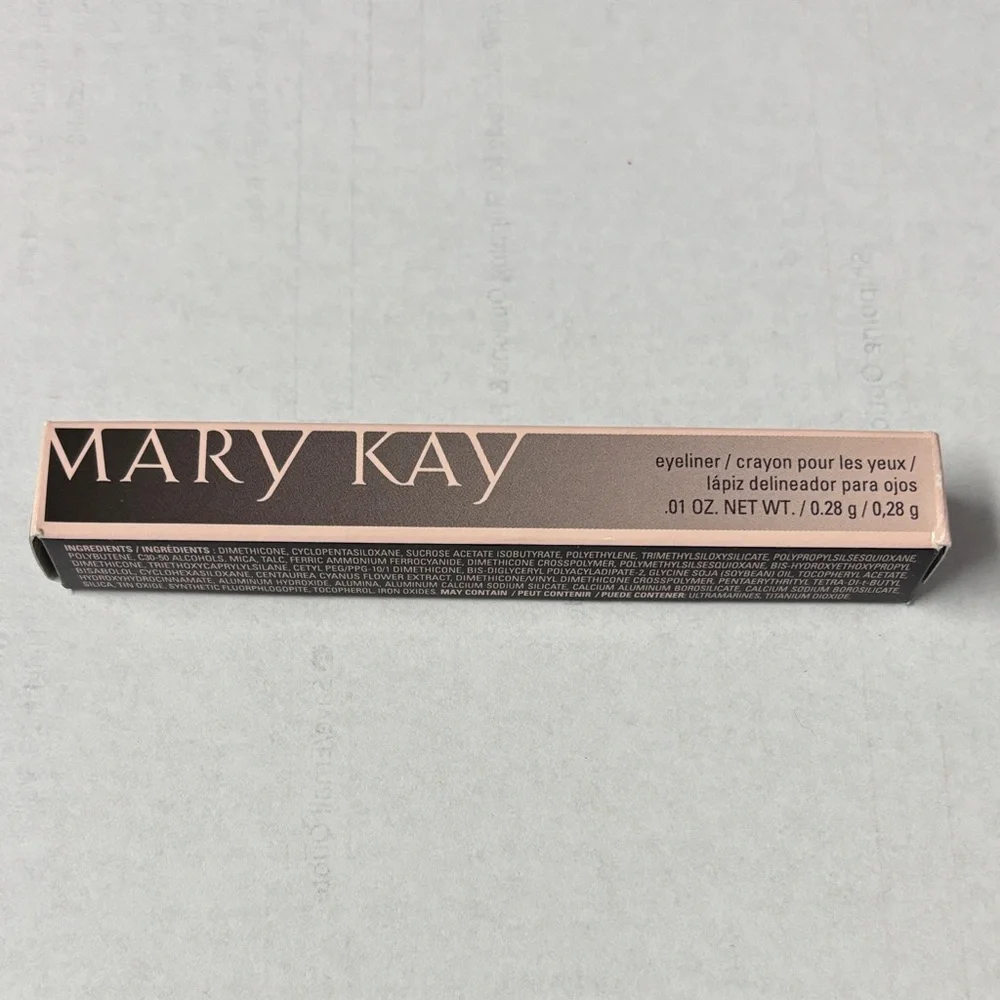 MARY KAY
eyeliner / crayon pour les yeux /
lápiz delineador para ojos
.01 OZ. NET WT. / 0.28 g / 0,28 g
INGREDIENTS / INGRÉDIENTS : DIMETHICONE, CYCLOPENTASILOXANE, SUCROSE ACETATE ISOBUTYRATE, POLYETHYLENE, TRIMETHYLSILOXYSILICATE, POLYPROPYLSILSESQUIOXANE,
POLYBUTENE, C30-50 ALCOHOLS, MICA, TALC, FERRIC AMMONIUM FERROCYANIDE, DIMETHICONE CROSSPOLYMER, POLYMETHYLSILSESQUIOXANE, BIS-HYDROXYETHOXYPROPYL
DIMETHICONE, TRIETHOXYCAPRYLYLSILANE, CETYL PEG/PPG-10/1 DIMETHICONE, BIS-DIGLYCERYL POLYACYLADIPATE-2, GLYCINE SOJA (SOYBEAN) OIL, TOCOPHERYL ACETATE,
BISABOLOL, CYCLOHEXASILOXANE, CENTAUREA CYANUS FLOWER EXTRACT, DIMETHICONE/VINYL DIMETHICONE CROSSPOLYMER, PENTAERYTHRITYL TETRA-DI-t-BUTYL
HYDROXYHYDROCINNAMATE, ALUMINUM HYDROXIDE, ALUMINA, ALUMINUM CALCIUM SODIUM SILICATE, CALCIUM ALUMINUM BOROSILICATE, CALCIUM SODIUM BOROSILICATE,
SILICA, SYNTHETIC FLUORPHLOGOPITE, TOCOPHEROL, IRON OXIDES. MAY CONTAIN / PEUT CONTENIR / PUEDE CONTENER: ULTRAMARINES, TITANIUM DIOXIDE.